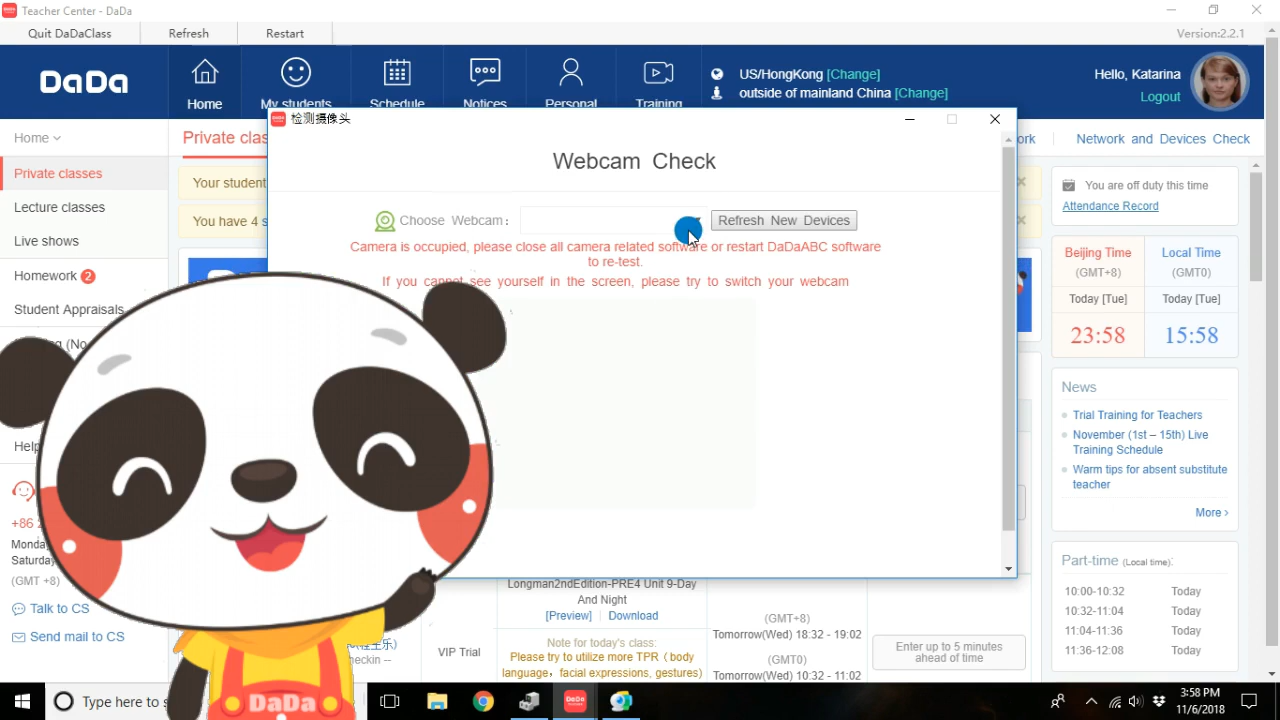 Teacher Center - DaDa
Quit DaDaClass
Refresh
Restart
Version:2.2.1
DaDa
Home
My students
Schedule
Notices
Personal
Training
US/HongKong [Change]
outside of mainland China [Change]
Hello, Katarina
Logout
Home
Private clas
ork
Network and Devices Check
Private classes
Lecture classes
Live shows
Homework 2
Student Appraisals
g (No
Help
+86 2
Monday
Saturday
(GMT +8)
Talk to CS
Send mail to CS
Your student
You have 4 s
检测摄像头
Webcam Check
Choose Webcam:
Refresh New Devices
Camera is occupied, please close all camera related software or restart DaDaABC software
to re-test.
If you cannot see yourself in the screen, please try to switch your webcam
You are off duty this time
Attendance Record
Beijing Time
(GMT+8)
Today [Tue]
23:58
Local Time
(GMT0)
Today [Tue]
15:58
News
Trial Training for Teachers
November (1st – 15th) Live
Training Schedule
Warm tips for absent substitute
teacher
More ›
Part-time (Local time):
10:00-10:32 Today
10:32-11:04 Today
11:04-11:36 Today
11:36-12:08 Today
heckin --
VIP Trial
Longman2ndEdition-PRE4 Unit 9-Day
And Night
[Preview] | Download
Note for today's class:
Please try to utilize more TPR（body
language，facial expressions, gestures)
(GMT+8)
Tomorrow(Wed) 18:32 - 19:02
(GMT0)
Tomorrow(Wed) 10:32 - 11:02
Enter up to 5 minutes
ahead of time
DaDa
Type here to s
3:58 PM
11/6/2018